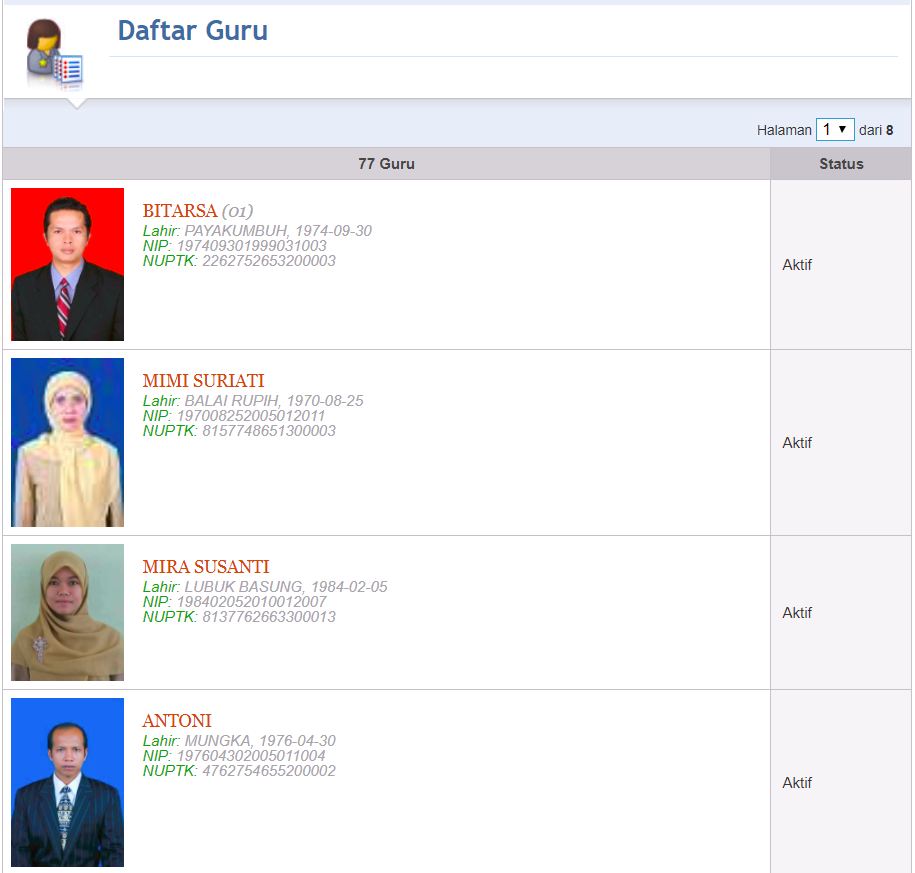 Daftar Guru
Halaman 1 dari 8
77 Guru Status
BITARSA (01)
Lahir: PAYAKUMBUH, 1974-09-30
NIP: 197409301999031003
NUPTK: 2262752653200003
Aktif
MIMI SURIATI
Lahir: BALAI RUPIH, 1970-08-25
NIP: 197008252005012011
NUPTK: 8157748651300003
Aktif
MIRA SUSANTI
Lahir: LUBUK BASUNG, 1984-02-05
NIP: 198402052010012007
NUPTK: 8137762663300013
Aktif
ANTONI
Lahir: MUNGKA, 1976-04-30
NIP: 197604302005011004
NUPTK: 4762754655200002
Aktif